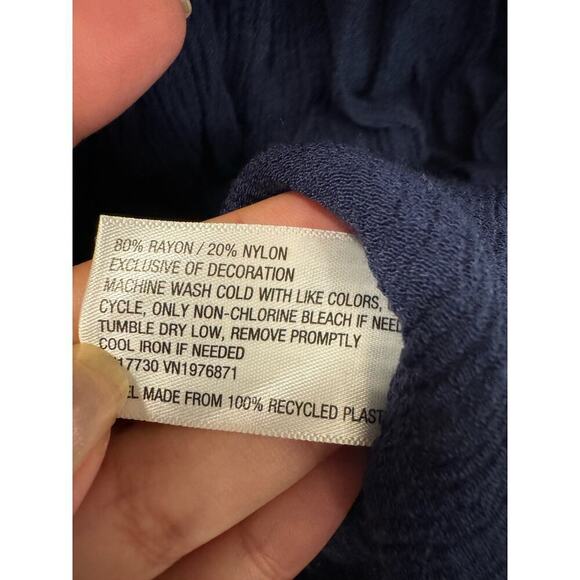 80% RAYON / 20% NYLON
EXCLUSIVE OF DECORATION
MACHINE WASH COLD WITH LIKE COLORS,
CYCLE, ONLY NON-CHLORINE BLEACH IF
TUMBLE DRY LOW, REMOVE PROMPTLY
COOL IRON IF NEEDED
17730 VN1976871
MADE FROM 100% RECYCLED